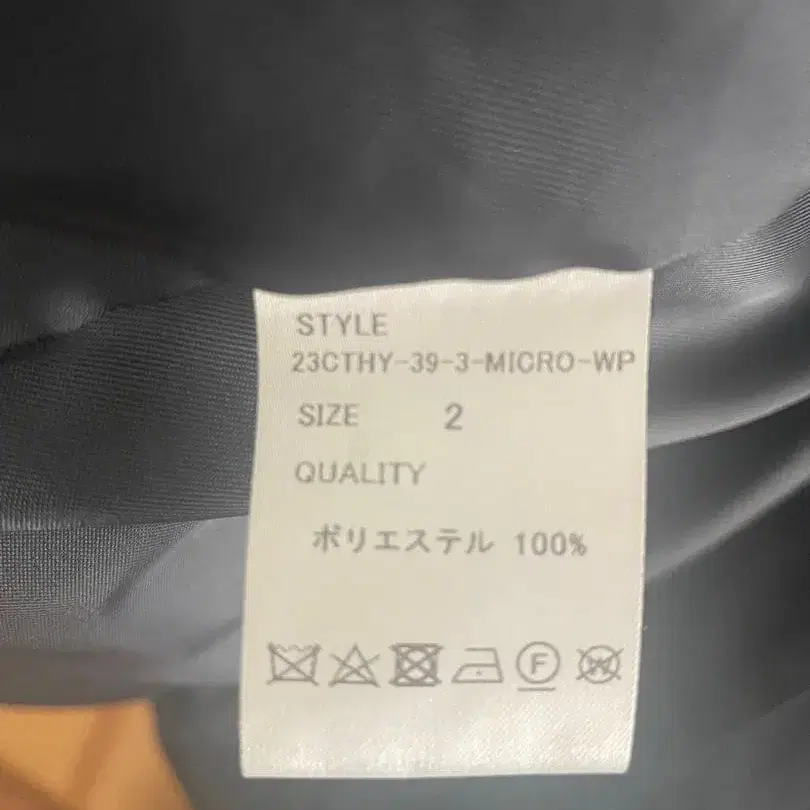 STYLE
23CTHY-39-3-MICRO-WP
SIZE 2
QUALITY
ポリエステル 100%
F W